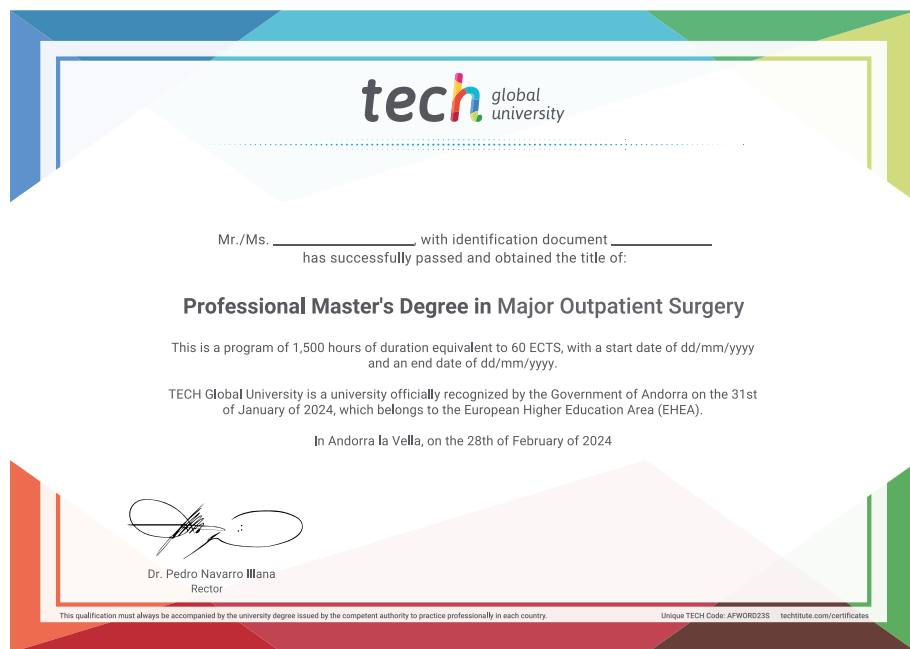 tech global university
Mr./Ms. ______________, with identification document __________
has successfully passed and obtained the title of:
Professional Master's Degree in Major Outpatient Surgery
This is a program of 1,500 hours of duration equivalent to 60 ECTS, with a start date of dd/mm/yyyy
and an end date of dd/mm/yyyy.
TECH Global University is a university officially recognized by the Government of Andorra on the 31st
of January of 2024, which belongs to the European Higher Education Area (EHEA).
In Andorra la Vella, on the 28th of February of 2024
Dr. Pedro Navarro Illana
Rector
This qualification must always be accompanied by the university degree issued by the competent authority to practice professionally in each country. Unique TECH Code: AFWORD23S techtitute.com/certificates